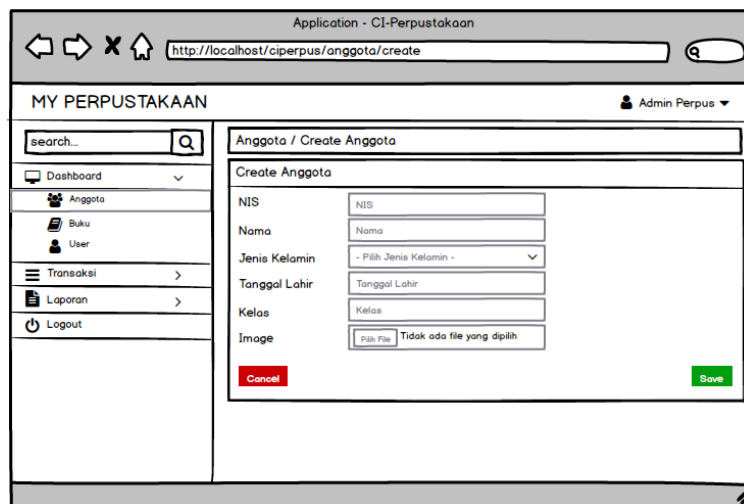 Application - CI-Perpustakaan
http://localhost/ciperpus/anggota/create
MY PERPUSTAKAAN
Admin Perpus
search...
Dashboard
Anggota
Buku
User
Transaksi
Laporan
Logout
Anggota / Create Anggota
Create Anggota
NIS NIS
Nama Nama
Jenis Kelamin - Pilih Jenis Kelamin -
Tanggal Lahir Tanggal Lahir
Kelas Kelas
Image Pilih File Tidak ada file yang dipilih
Cancel Save